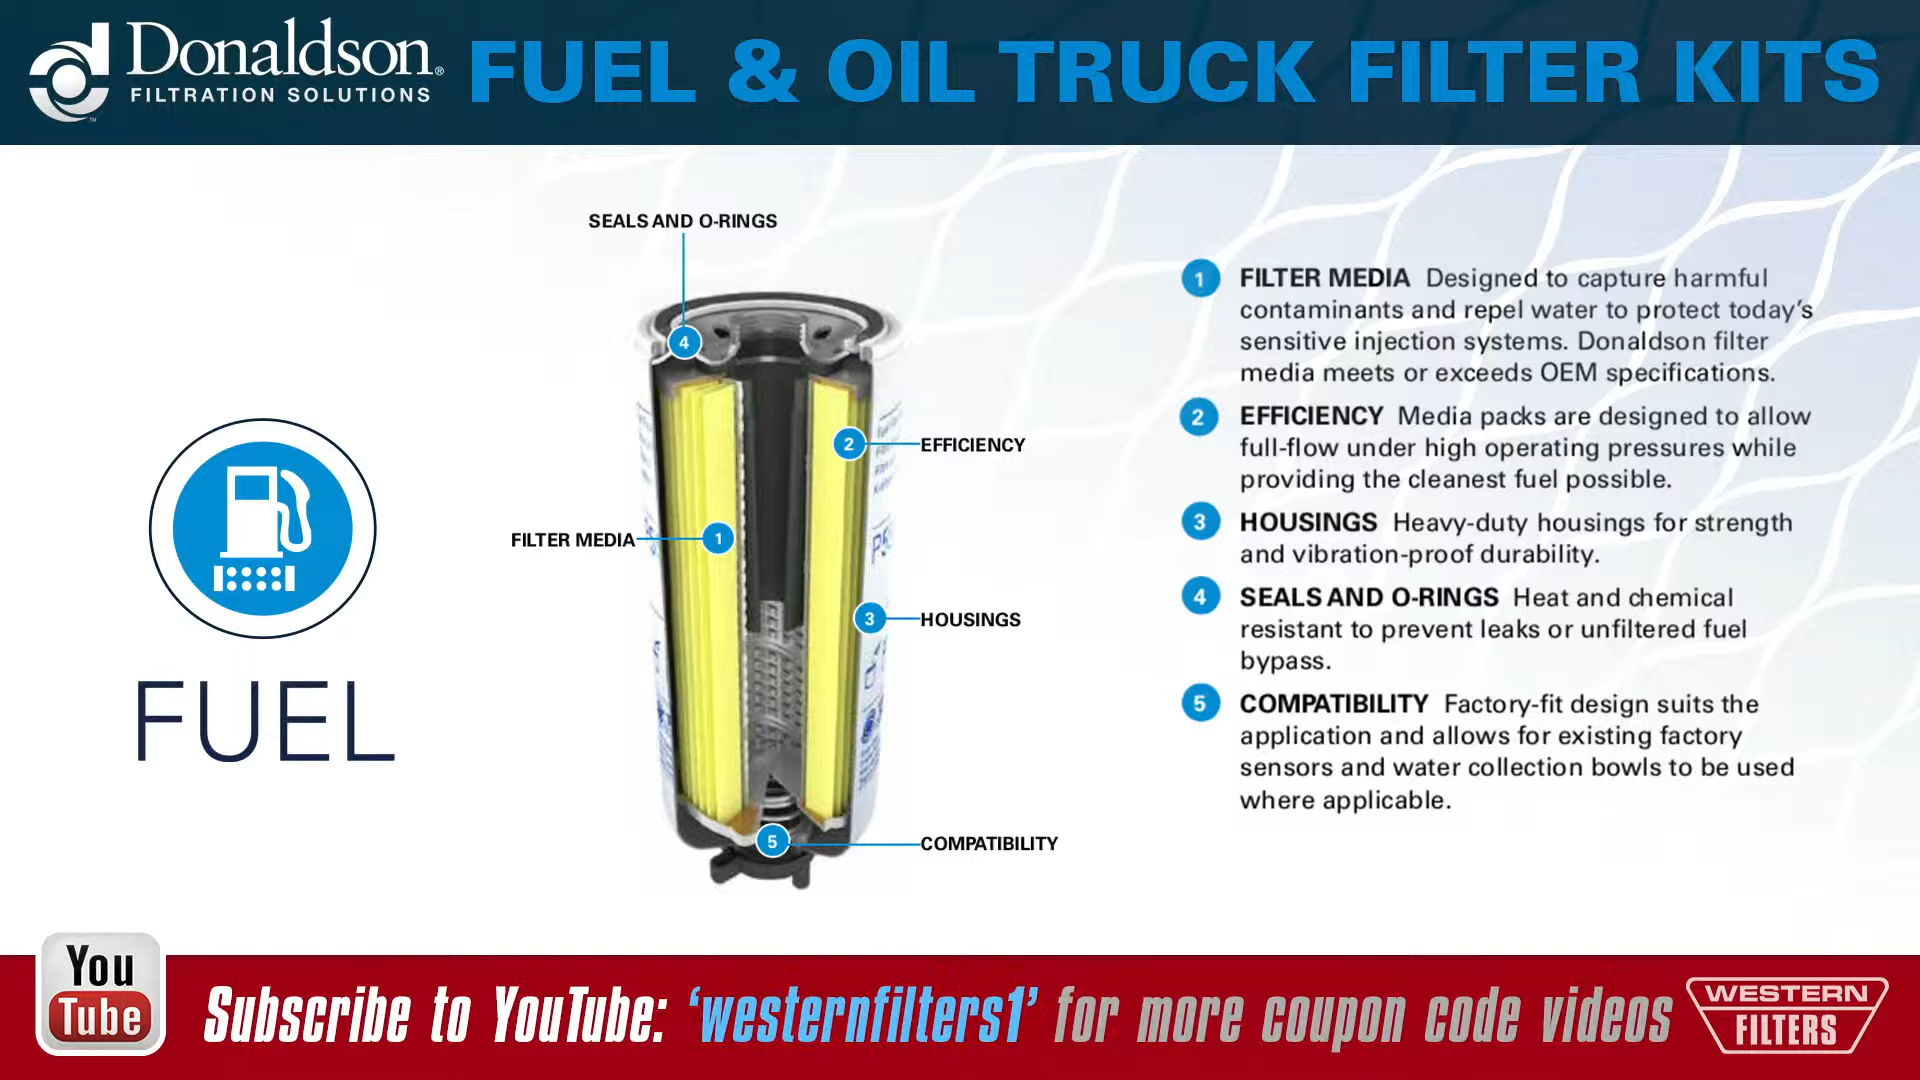 Donaldson®
FILTRATION SOLUTIONS
™
FUEL & OIL TRUCK FILTER KITS
SEALS AND O-RINGS
4
2
EFFICIENCY
FILTER MEDIA
1
3
HOUSINGS
5
COMPATIBILITY
FUEL
1 FILTER MEDIA Designed to capture harmful
contaminants and repel water to protect today's
sensitive injection systems. Donaldson filter
media meets or exceeds OEM specifications.
2 EFFICIENCY Media packs are designed to allow
full-flow under high operating pressures while
providing the cleanest fuel possible.
3 HOUSINGS Heavy-duty housings for strength
and vibration-proof durability.
4 SEALS AND O-RINGS Heat and chemical
resistant to prevent leaks or unfiltered fuel
bypass.
5 COMPATIBILITY Factory-fit design suits the
application and allows for existing factory
sensors and water collection bowls to be used
where applicable.
You
Tube
Subscribe to YouTube: 'westernfilters1' for more coupon code videos
WESTERN
FILTERS